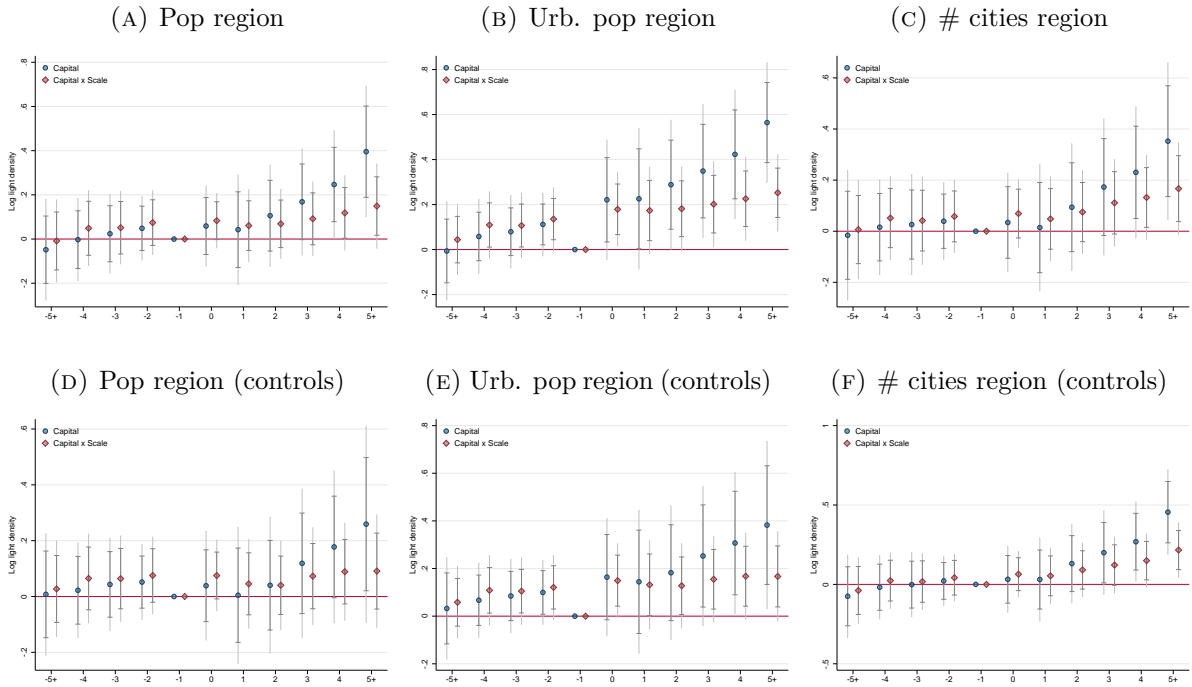 (A) Pop region
(B) Urb. pop region
(C) # cities region
Capital
Capital x Scale
Log light density
.8
.6
.4
.2
0
-.2
-5+ -4 -3 -2 -1 0 1 2 3 4 5+
Capital
Capital x Scale
Log light density
.8
.6
.4
.2
0
-.2
-5+ -4 -3 -2 -1 0 1 2 3 4 5+
Capital
Capital x Scale
Log light density
.6
.4
.2
0
-.2
-5+ -4 -3 -2 -1 0 1 2 3 4 5+
(D) Pop region (controls)
(E) Urb. pop region (controls)
(F) # cities region (controls)
Capital
Capital x Scale
Log light density
.6
.4
.2
0
-.2
-5+ -4 -3 -2 -1 0 1 2 3 4 5+
Capital
Capital x Scale
Log light density
.8
.6
.4
.2
0
-.2
-5+ -4 -3 -2 -1 0 1 2 3 4 5+
Capital
Capital x Scale
Log light density
1
.5
0
-.5
-5+ -4 -3 -2 -1 0 1 2 3 4 5+